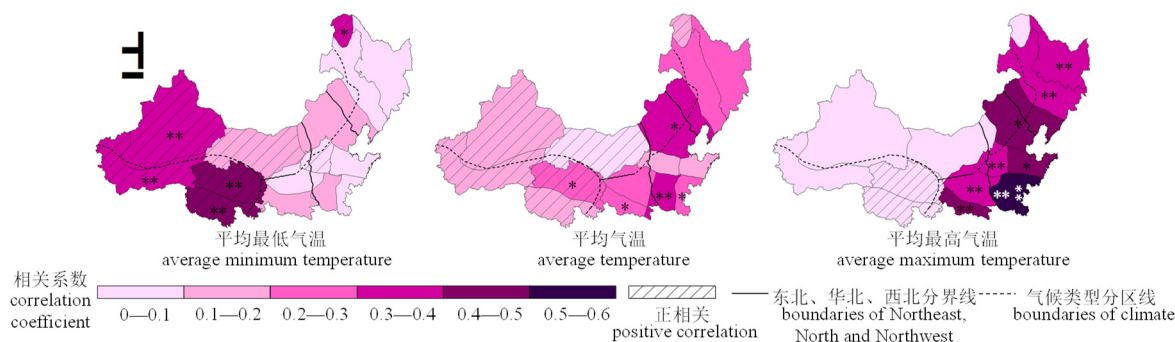 平均最低气温
average minimum temperature
平均气温
average temperature
平均最高气温
average maximum temperature
相关系数
correlation
coefficient
0—0.1
0.1—0.2
0.2—0.3
0.3—0.4
0.4—0.5
0.5—0.6
正相关
positive correlation
东北、华北、西北分界线
boundaries of Northeast,
North and Northwest
气候类型分区线
boundaries of climate